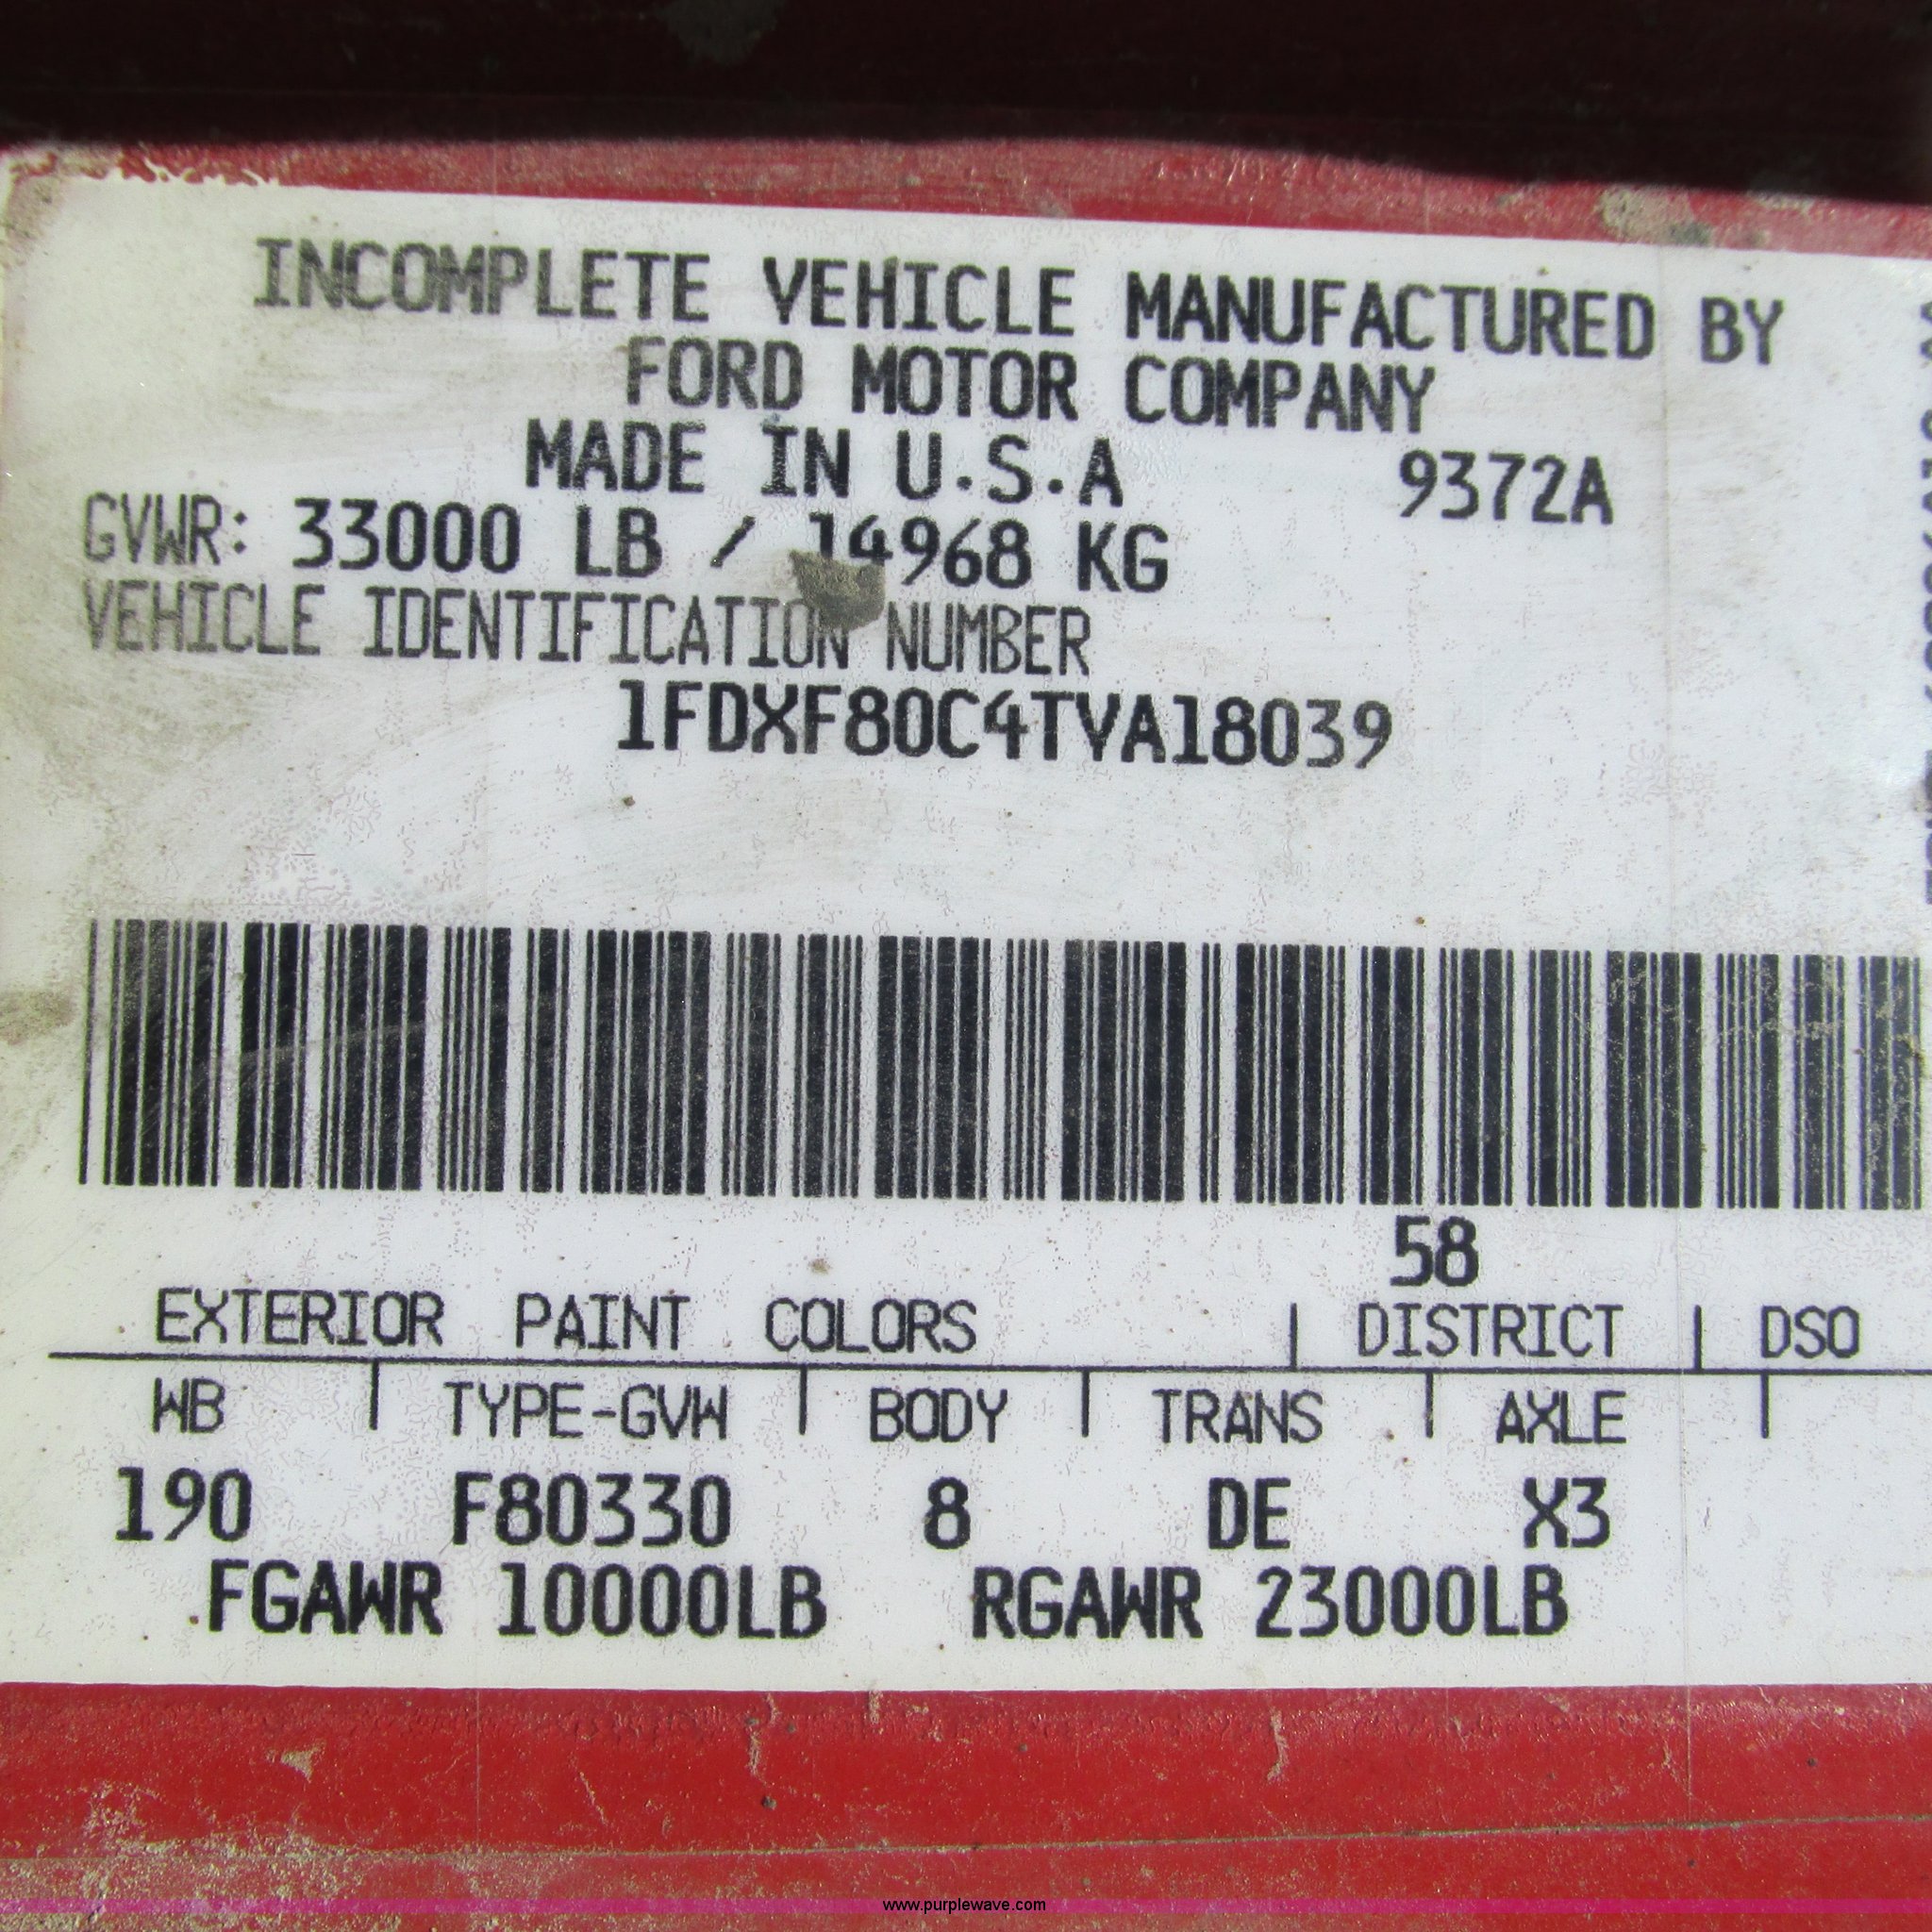 INCOMPLETE VEHICLE MANUFACTURED BY
FORD MOTOR COMPANY
MADE IN U.S.A 9372A
GVWR: 33000 LB / 14968 KG
VEHICLE IDENTIFICATION NUMBER
1FDXF80C4TVA18039
58
EXTERIOR PAINT COLORS | DISTRICT | DSO
WB | TYPE-GVW | BODY | TRANS | AXLE |
190 F80330 8 DE X3
FGAWR 10000LB RGAWR 23000LB
www.purplewave.com